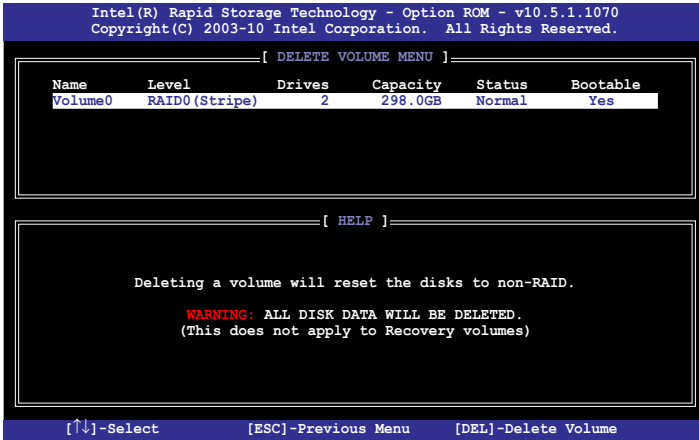 Intel(R) Rapid Storage Technology - Option ROM - v10.5.1.1070
Copyright(C) 2003-10 Intel Corporation. All Rights Reserved.
[ DELETE VOLUME MENU ]
Name Level Drives Capacity Status Bootable
Volume0 RAID0(Stripe) 2 298.0GB Normal Yes
[ HELP ]
Deleting a volume will reset the disks to non-RAID.
WARNING: ALL DISK DATA WILL BE DELETED.
(This does not apply to Recovery volumes)
[↑↓]-Select [ESC]-Previous Menu [DEL]-Delete Volume